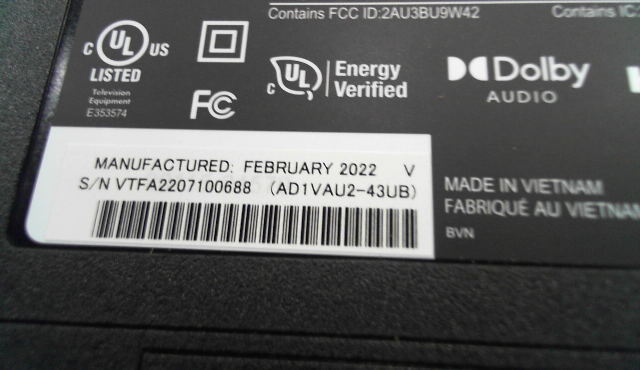 Contains FCC ID:2AU3BU9W42
Contains IC
c UL US
LISTED
Television
Equipment
E353574
FC
c UL Energy
Verified
Dolby
AUDIO
MANUFACTURED: FEBRUARY 2022 V
S/N VTFA2207100688 (AD1VAU2-43UB)
MADE IN VIETNAM
FABRIQUÉ AU VIETNAM
BVN